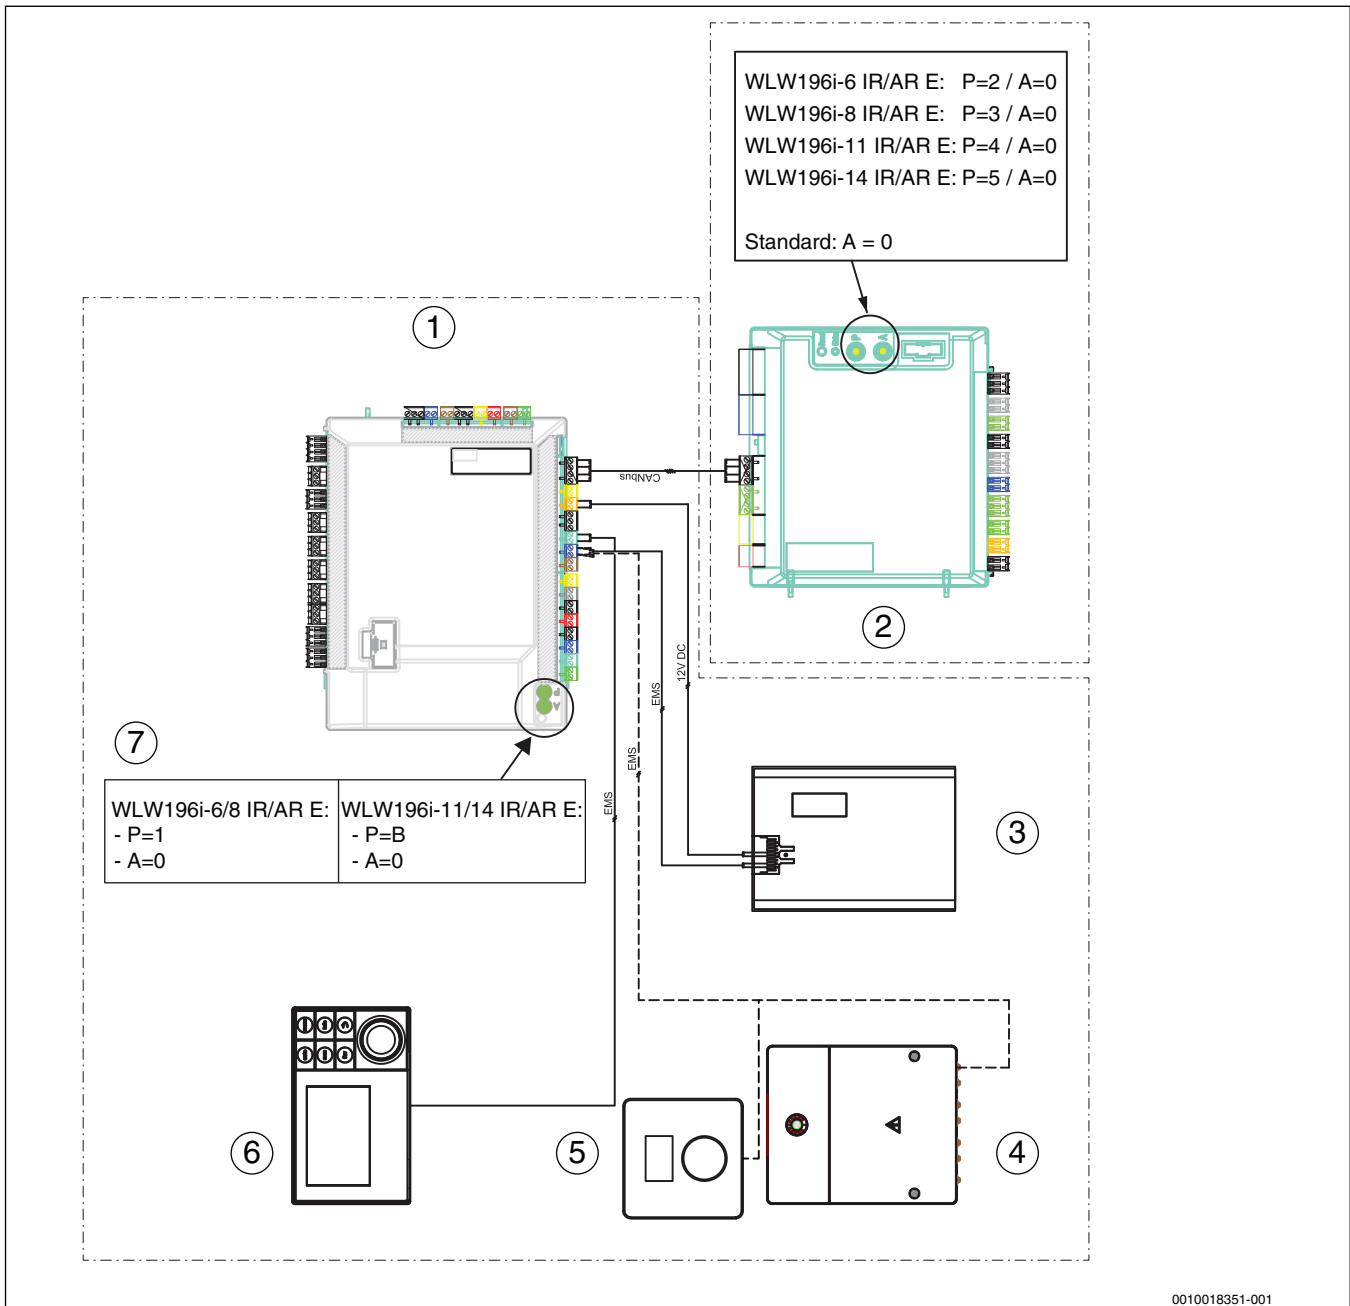 WLW196i-6 IR/AR E: P=2 / A=0
WLW196i-8 IR/AR E: P=3 / A=0
WLW196i-11 IR/AR E: P=4 / A=0
WLW196i-14 IR/AR E: P=5 / A=0
Standard: A = 0
1
P A
CANbus
2
12V DC
EMS
EMS
EMS
P
A
7
WLW196i-6/8 IR/AR E:
- P=1
- A=0
WLW196i-11/14 IR/AR E:
- P=B
- A=0
3
6
5
4
0010018351-001